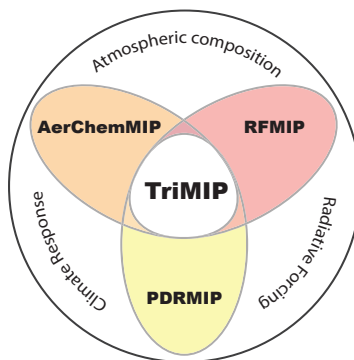 Atmospheric composition
AerChemMIP
RFMIP
TriMIP
Climate Response
Radiative Forcing
PDRMIP